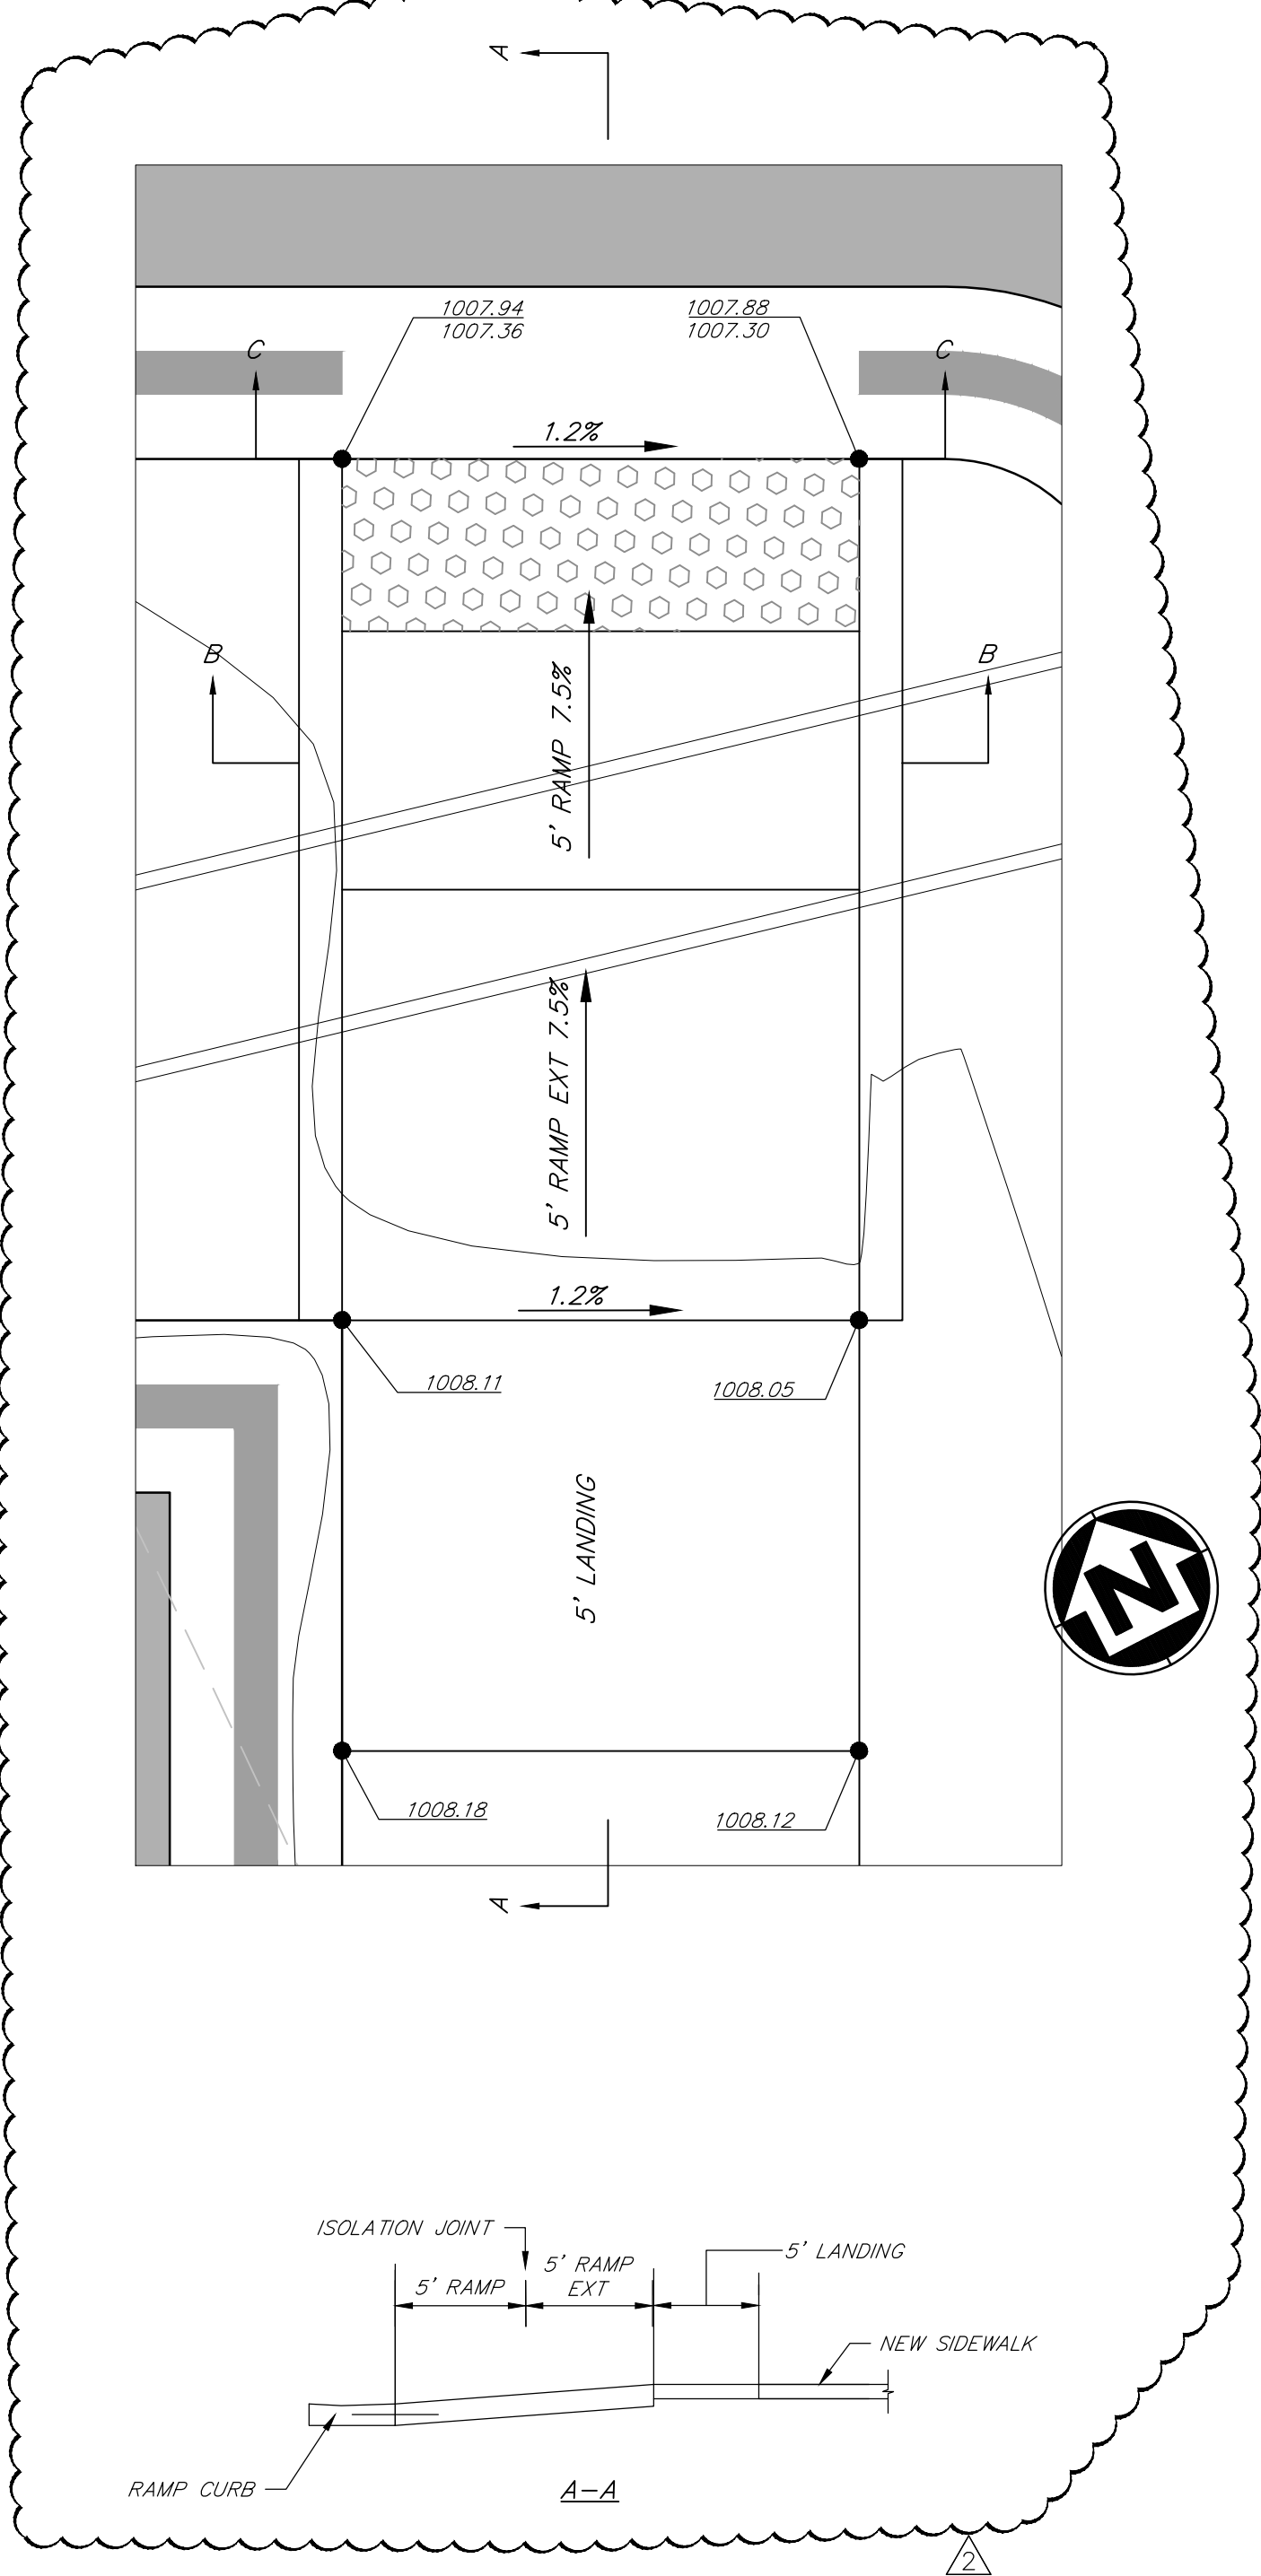 A
1007.94
1007.36
1007.88
1007.30
C
C
1.2%
B
B
5' RAMP 7.5%
5' RAMP EXT 7.5%
1.2%
1008.11
1008.05
5' LANDING
N
1008.18
1008.12
A
ISOLATION JOINT
5' LANDING
5' RAMP
5' RAMP
EXT
NEW SIDEWALK
RAMP CURB
A-A
2